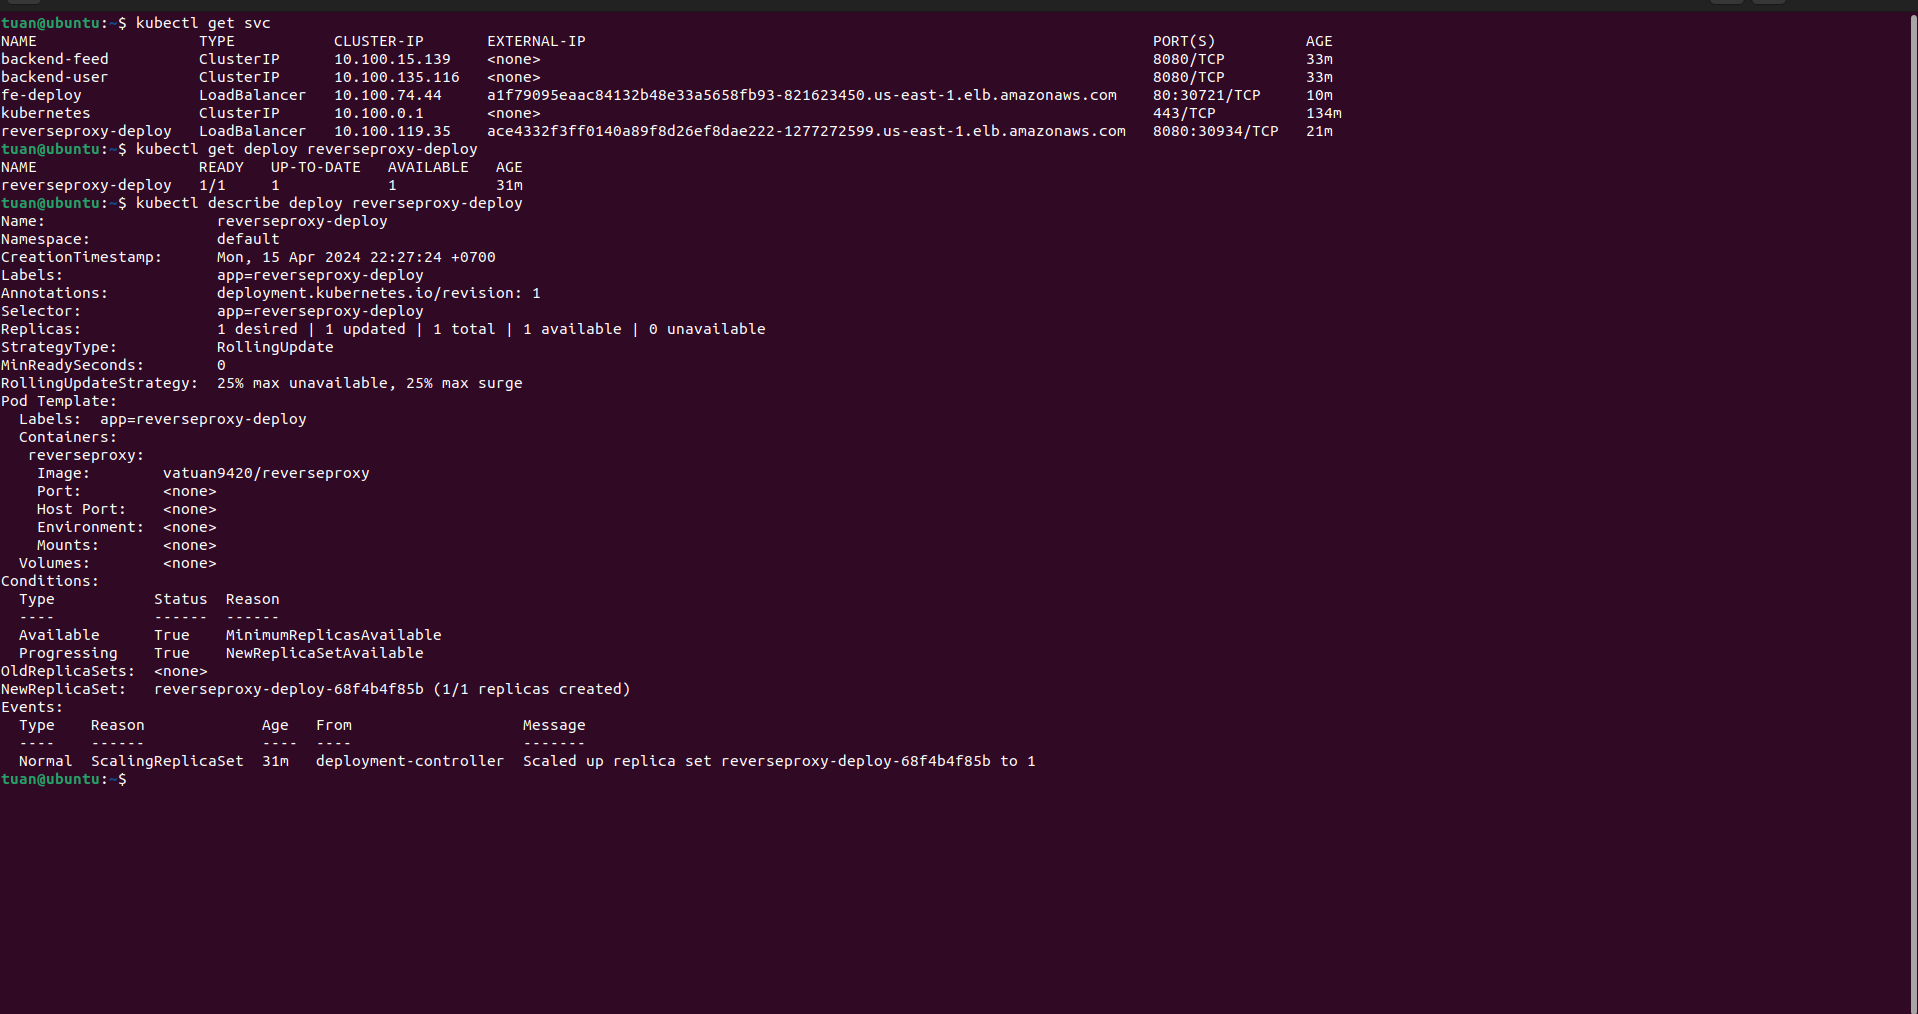 tuan@ubuntu:~$ kubectl get svc
NAME                  TYPE           CLUSTER-IP       EXTERNAL-IP                                                               PORT(S)          AGE
backend-feed          ClusterIP      10.100.15.139    <none>                                                                    8080/TCP         33m
backend-user          ClusterIP      10.100.135.116   <none>                                                                    8080/TCP         33m
fe-deploy             LoadBalancer   10.100.74.44     a1f79095eaac84132b48e33a5658fb93-821623450.us-east-1.elb.amazonaws.com    80:30721/TCP     10m
kubernetes            ClusterIP      10.100.0.1       <none>                                                                    443/TCP          134m
reverseproxy-deploy   LoadBalancer   10.100.119.35    ace4332f3ff0140a89f8d26ef8dae222-1277272599.us-east-1.elb.amazonaws.com   8080:30934/TCP   21m
tuan@ubuntu:~$ kubectl get deploy reverseproxy-deploy
NAME                  READY   UP-TO-DATE   AVAILABLE   AGE
reverseproxy-deploy   1/1     1            1           31m
tuan@ubuntu:~$ kubectl describe deploy reverseproxy-deploy
Name:                   reverseproxy-deploy
Namespace:              default
CreationTimestamp:      Mon, 15 Apr 2024 22:27:24 +0700
Labels:                 app=reverseproxy-deploy
Annotations:            deployment.kubernetes.io/revision: 1
Selector:               app=reverseproxy-deploy
Replicas:               1 desired | 1 updated | 1 total | 1 available | 0 unavailable
StrategyType:           RollingUpdate
MinReadySeconds:        0
RollingUpdateStrategy:  25% max unavailable, 25% max surge
Pod Template:
  Labels:  app=reverseproxy-deploy
  Containers:
   reverseproxy:
    Image:        vatuan9420/reverseproxy
    Port:         <none>
    Host Port:    <none>
    Environment:  <none>
    Mounts:       <none>
  Volumes:        <none>
Conditions:
  Type           Status  Reason
  ----           ------  ------
  Available      True    MinimumReplicasAvailable
  Progressing    True    NewReplicaSetAvailable
OldReplicaSets:  <none>
NewReplicaSet:   reverseproxy-deploy-68f4b4f85b (1/1 replicas created)
Events:
  Type    Reason             Age   From                   Message
  ----    ------             ----  ----                   -------
  Normal  ScalingReplicaSet  31m   deployment-controller  Scaled up replica set reverseproxy-deploy-68f4b4f85b to 1
tuan@ubuntu:~$